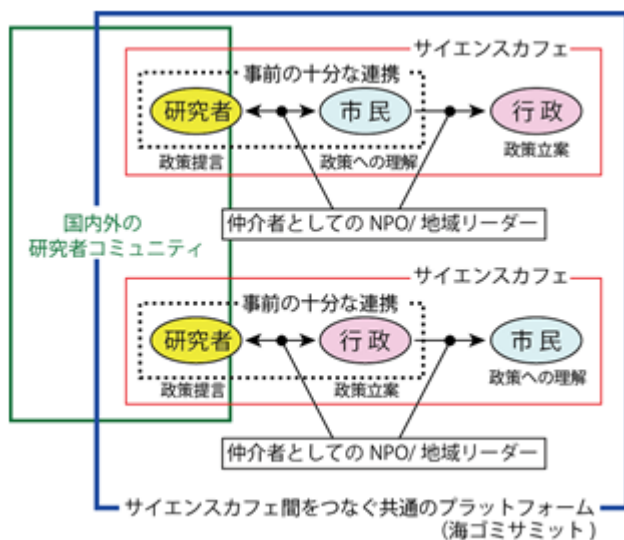 サイエンスカフェ
事前の十分な連携
研究者
市民
行政
政策提言
政策への理解
政策立案
仲介者としてのNPO/地域リーダー
国内外の
研究者コミュニティ
サイエンスカフェ
事前の十分な連携
研究者
行政
市民
政策提言
政策立案
政策への理解
仲介者としてのNPO/地域リーダー
サイエンスカフェ間をつなぐ共通のプラットフォーム
(海ゴミサミット)